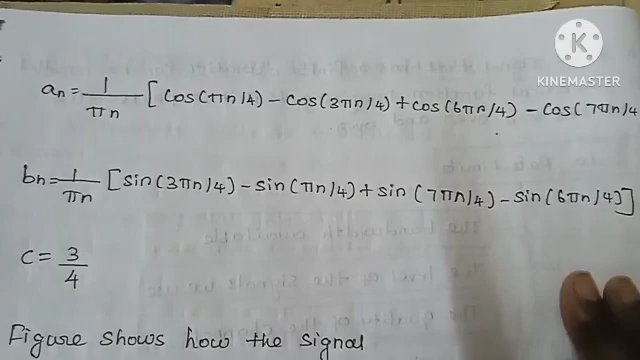 KINEMASTER
aₙ = 1/πn [cos(πn/4) - cos(3πn/4) + cos(6πn/4) - cos(7πn/4
bₙ = 1/πn [sin(3πn/4) - sin(πn/4) + sin(7πn/4) - sin(6πn/4)]
c = 3/4
Figure shows how the signal